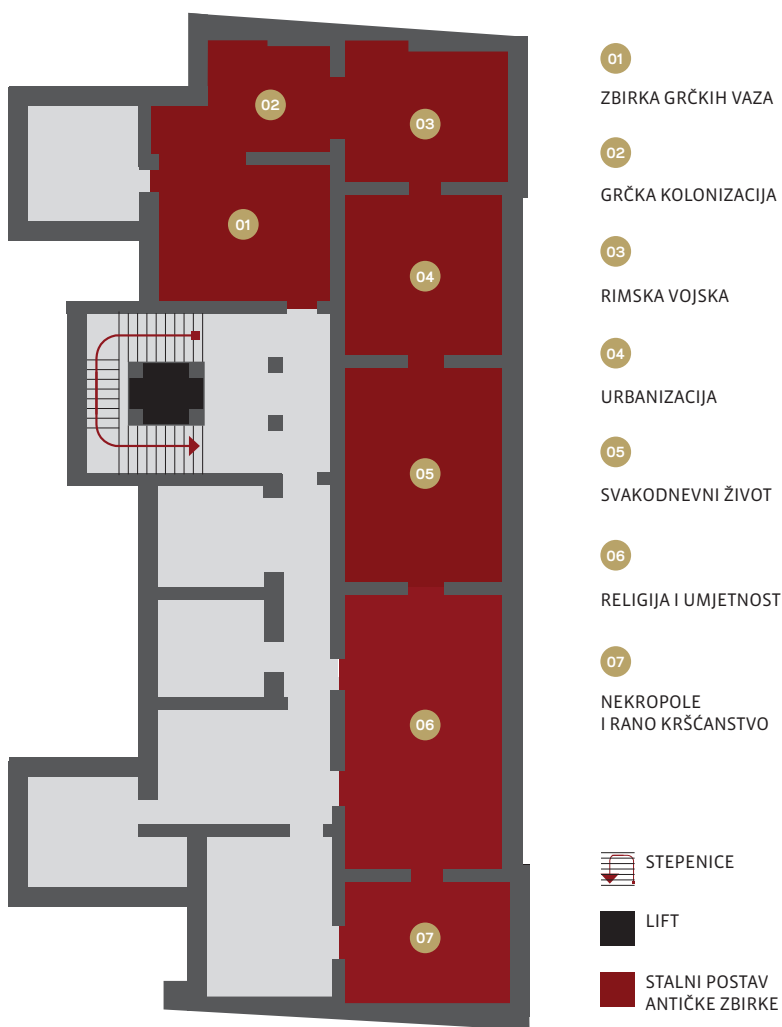 02
03
01
04
05
06
07
01
ZBIRKA GRČKIH VAZA
02
GRČKA KOLONIZACIJA
03
RIMSKA VOJSKA
04
URBANIZACIJA
05
SVAKODNEVNI ŽIVOT
06
RELIGIJA I UMJETNOST
07
NEKROPOLE
I RANO KRŠĆANSTVO
STEPENICE
LIFT
STALNI POSTAV
ANTIČKE ZBIRKE